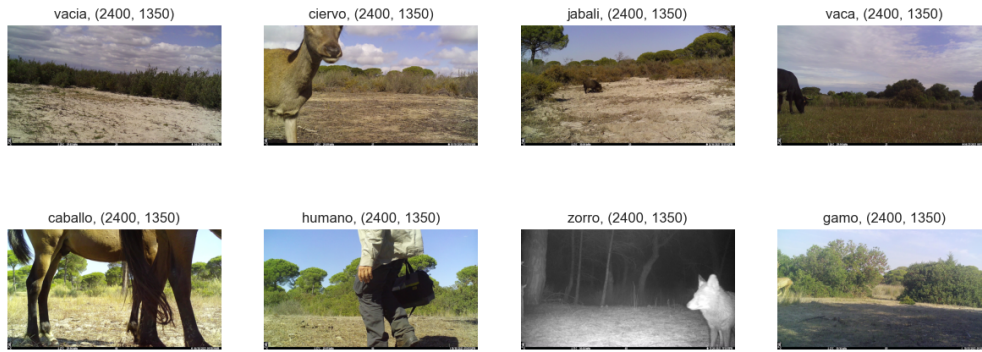 vacia, (2400, 1350)
ciervo, (2400, 1350)
jabali, (2400, 1350)
vaca, (2400, 1350)
caballo, (2400, 1350)
humano, (2400, 1350)
zorro, (2400, 1350)
gamo, (2400, 1350)